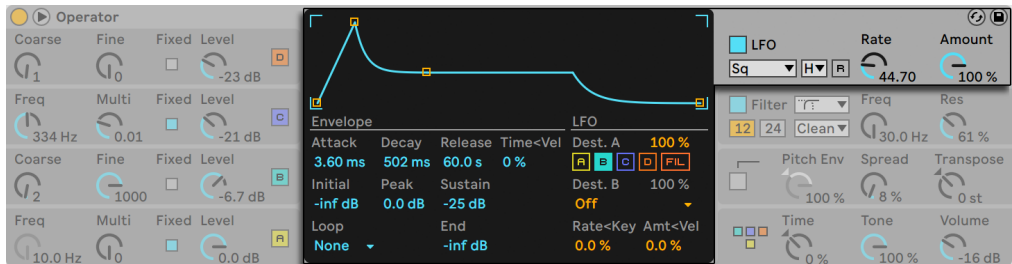 Operator
Coarse Fine Fixed Level
1 0 -23 dB D
Freq Multi Fixed Level
334 Hz 0.01 -21 dB C
Coarse Fine Fixed Level
2 1000 -6.7 dB B
Freq Multi Fixed Level
10.0 Hz 0 0.0 dB A
Envelope
Attack Decay Release Time<Vel
3.60 ms 502 ms 60.0 s 0 %
Initial Peak Sustain
-inf dB 0.0 dB -25 dB
Loop End
None -inf dB
LFO
Dest. A 100 %
A B C D FIL
Dest. B 100 %
Off
Rate<Key Amt<Vel
0.0 % 0.0 %
LFO Rate Amount
Sq H R 44.70 100 %
Filter Freq Res
12 24 Clean 30.0 Hz 61 %
Pitch Env Spread Transpose
100 % 8 % 0 st
Time Tone Volume
0 % 100 % -16 dB